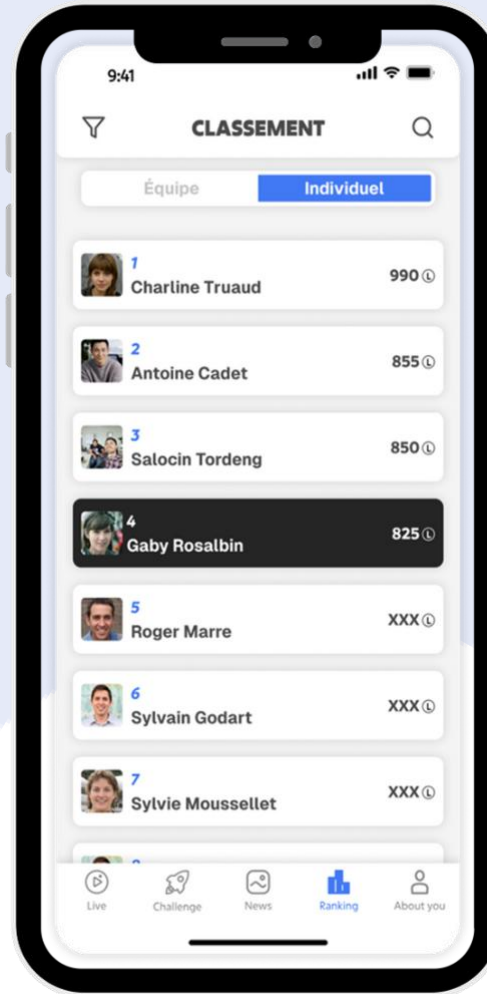 9:41
CLASSEMENT
Équipe
Individuel
1
Charline Truaud
990 Ⓛ
2
Antoine Cadet
855 Ⓛ
3
Salocin Tordeng
850 Ⓛ
4
Gaby Rosalbin
825 Ⓛ
5
Roger Marre
XXX Ⓛ
6
Sylvain Godart
XXX Ⓛ
7
Sylvie Moussellet
XXX Ⓛ
Live
Challenge
News
Ranking
About you